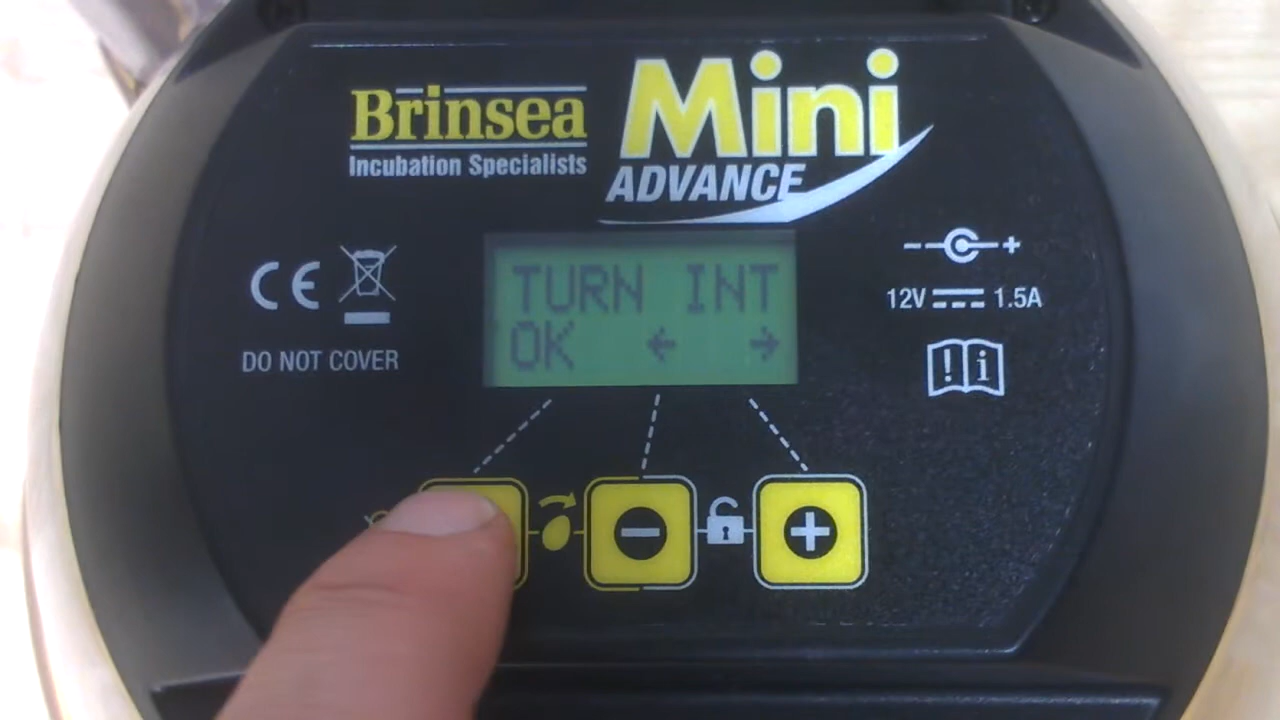 Brinsea
Incubation Specialists
Mini
ADVANCE
CE
DO NOT COVER
TURN INT
OK ← →
- +
12V 1.5A
! i
- +